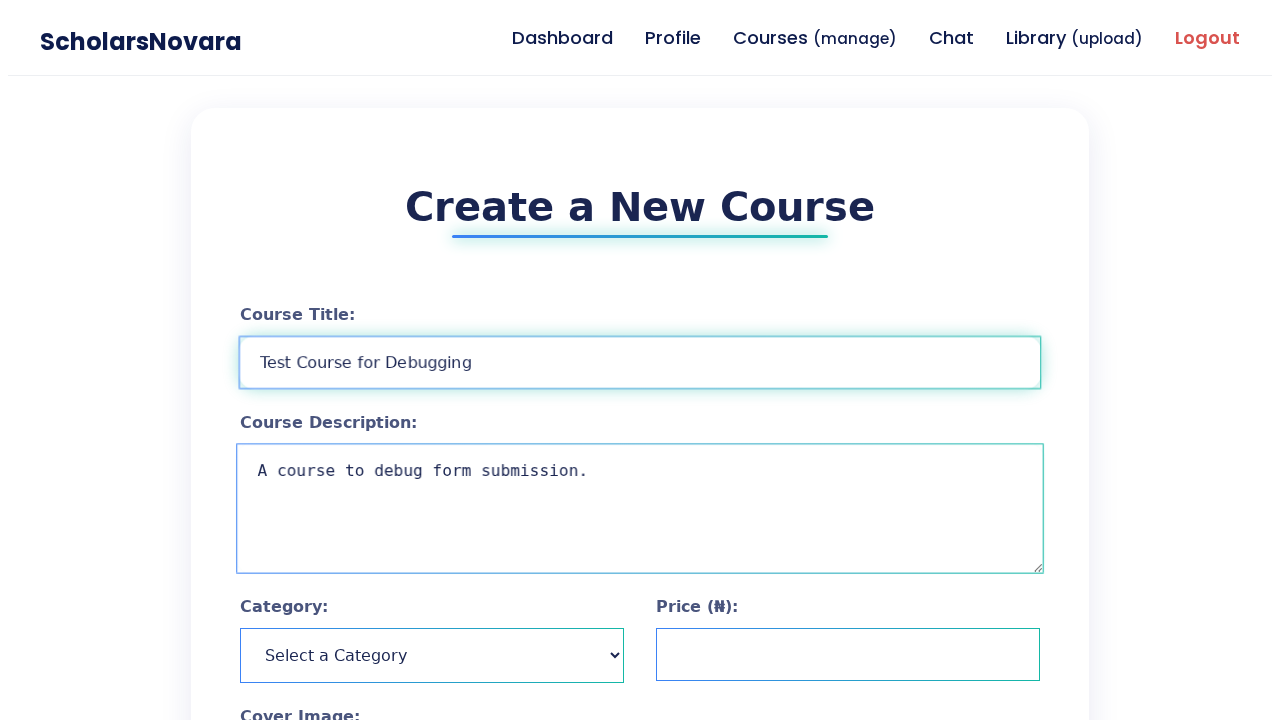 ScholarsNovara
Dashboard Profile Courses (manage) Chat Library (upload) Logout
Create a New Course
Course Title:
Test Course for Debugging
Course Description:
A course to debug form submission.
Category: Price (₦):
Select a Category
Cover Image: